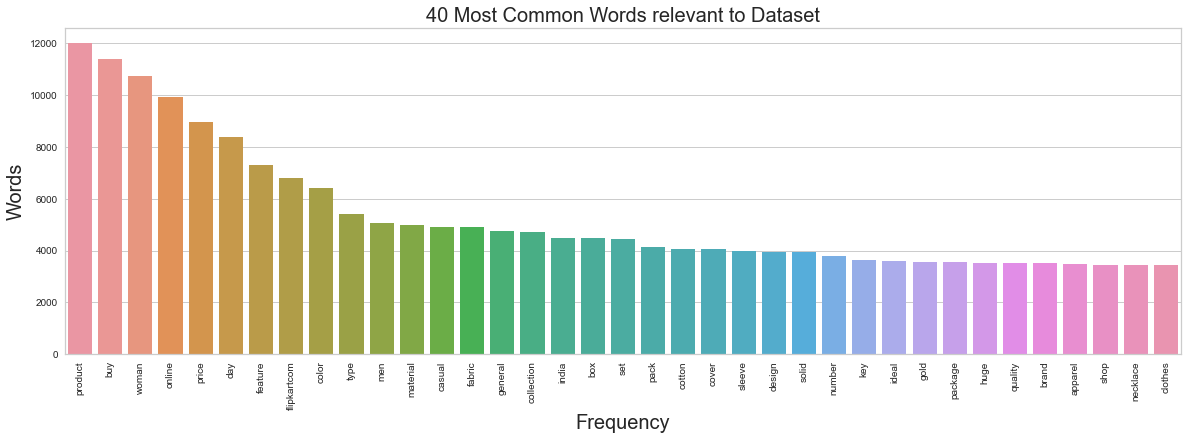 40 Most Common Words relevant to Dataset
Words
12000
10000
8000
6000
4000
2000
0
product
buy
woman
online
price
day
feature
flipkartcom
color
type
men
material
casual
fabric
general
collection
india
box
set
pack
cotton
cover
sleeve
design
solid
number
key
ideal
gold
package
huge
quality
brand
apparel
shop
necklace
clothes
Frequency